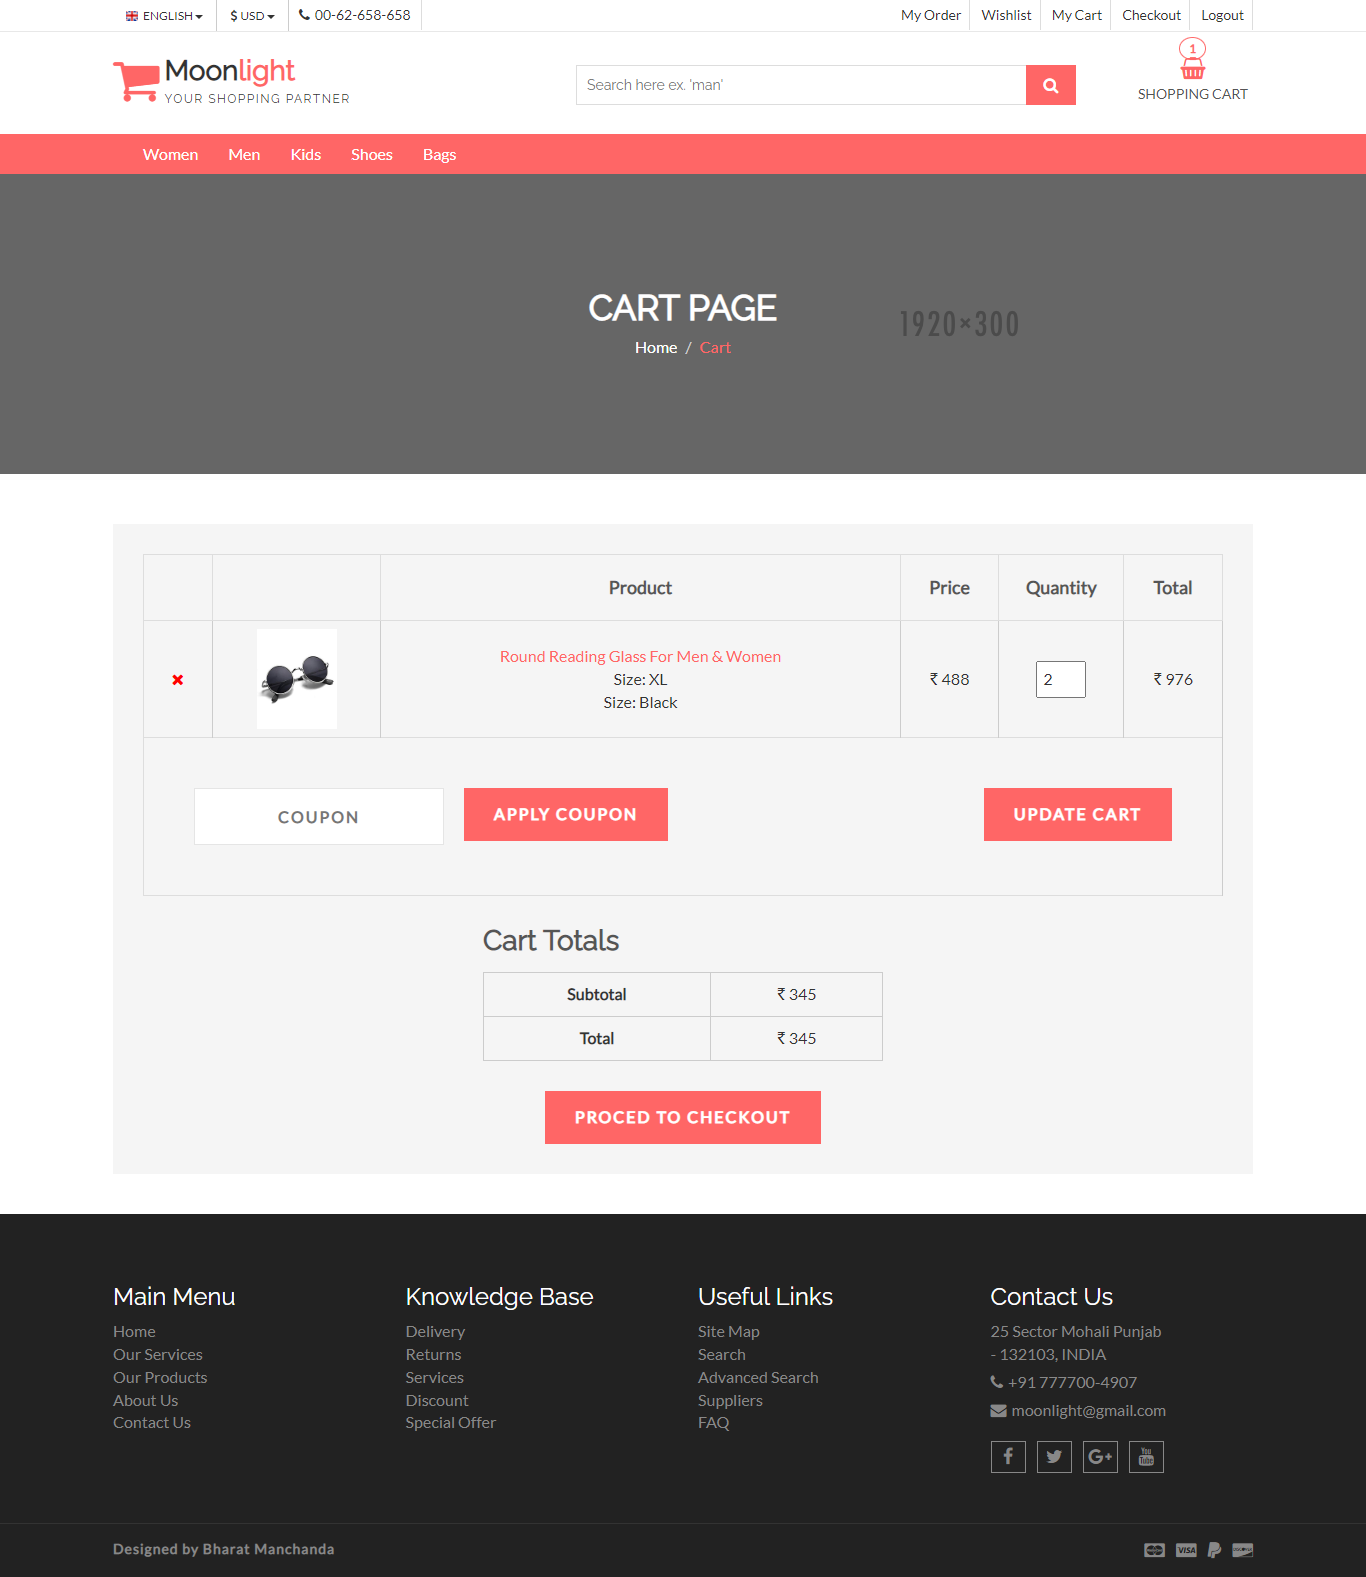 ENGLISH $ USD 00-62-658-658 My Order Wishlist My Cart Checkout Logout
Moonlight
YOUR SHOPPING PARTNER
Search here ex. 'man'
1
SHOPPING CART
Women Men Kids Shoes Bags
CART PAGE
1920×300
Home / Cart
Product Price Quantity Total
Round Reading Glass For Men & Women
Size: XL
Size: Black
₹ 488 2 ₹ 976
COUPON APPLY COUPON UPDATE CART
Cart Totals
Subtotal ₹ 345
Total ₹ 345
PROCED TO CHECKOUT
Main Menu
Home
Our Services
Our Products
About Us
Contact Us
Knowledge Base
Delivery
Returns
Services
Discount
Special Offer
Useful Links
Site Map
Search
Advanced Search
Suppliers
FAQ
Contact Us
25 Sector Mohali Punjab
- 132103, INDIA
+91 777700-4907
moonlight@gmail.com
f G+ You Tube
Designed by Bharat Manchanda
VISA